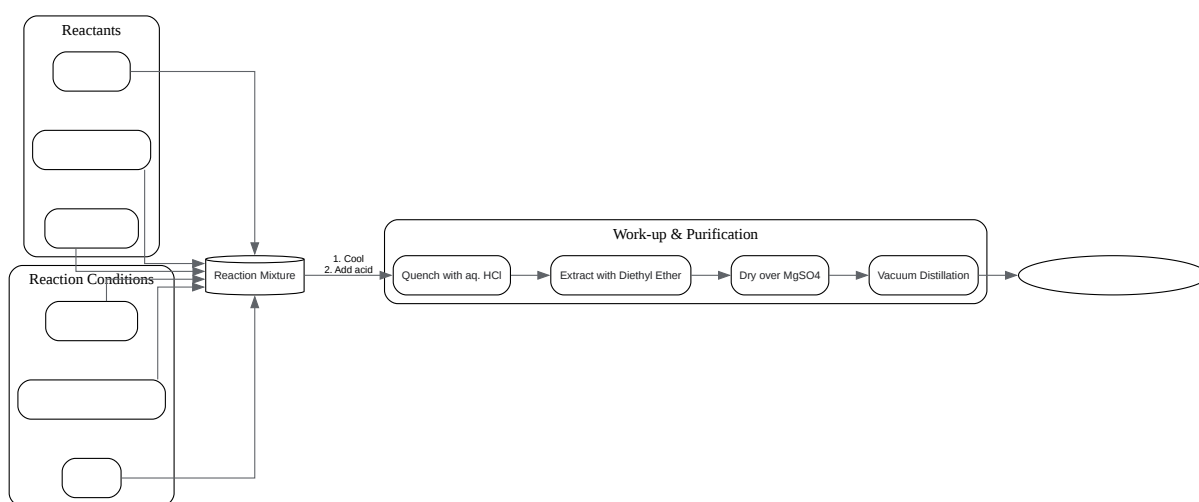 Reactants
Reaction Conditions
Reaction Mixture
1. Cool
2. Add acid
Work-up & Purification
Quench with aq. HCl
Extract with Diethyl Ether
Dry over MgSO4
Vacuum Distillation